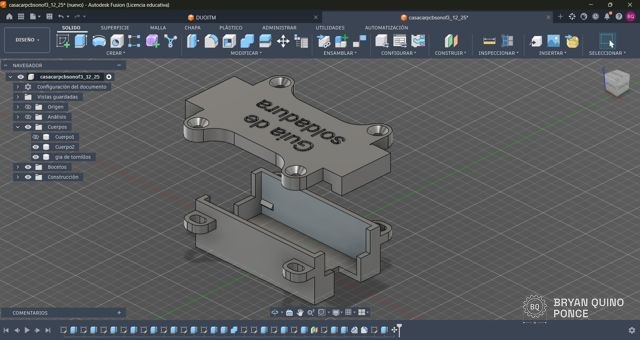 casacarpcbsonof3_12_25* (nuevo) - Autodesk Fusion (Licencia educativa)
DUOITM
casacarpcbsonof3_12_25*
DISEÑO
SÓLIDO
SUPERFICIE
MALLA
CHAPA
PLÁSTICO
ADMINISTRAR
UTILIDADES
AUTOMATIZACIÓN
CREAR
MODIFICAR
ENSAMBLAR
CONFIGURAR
CONSTRUIR
INSPECCIONAR
INSERTAR
SELECCIONAR
NAVEGADOR
casacarpcbsonof3_12_25
Configuración del documento
Vistas guardadas
Origen
Análisis
Cuerpos
Cuerpo1
Cuerpo2
gia de tornillos
Bocetos
Construcción
Guia de
soldadura
COMENTARIOS
BQ
BRYAN QUINO
PONCE